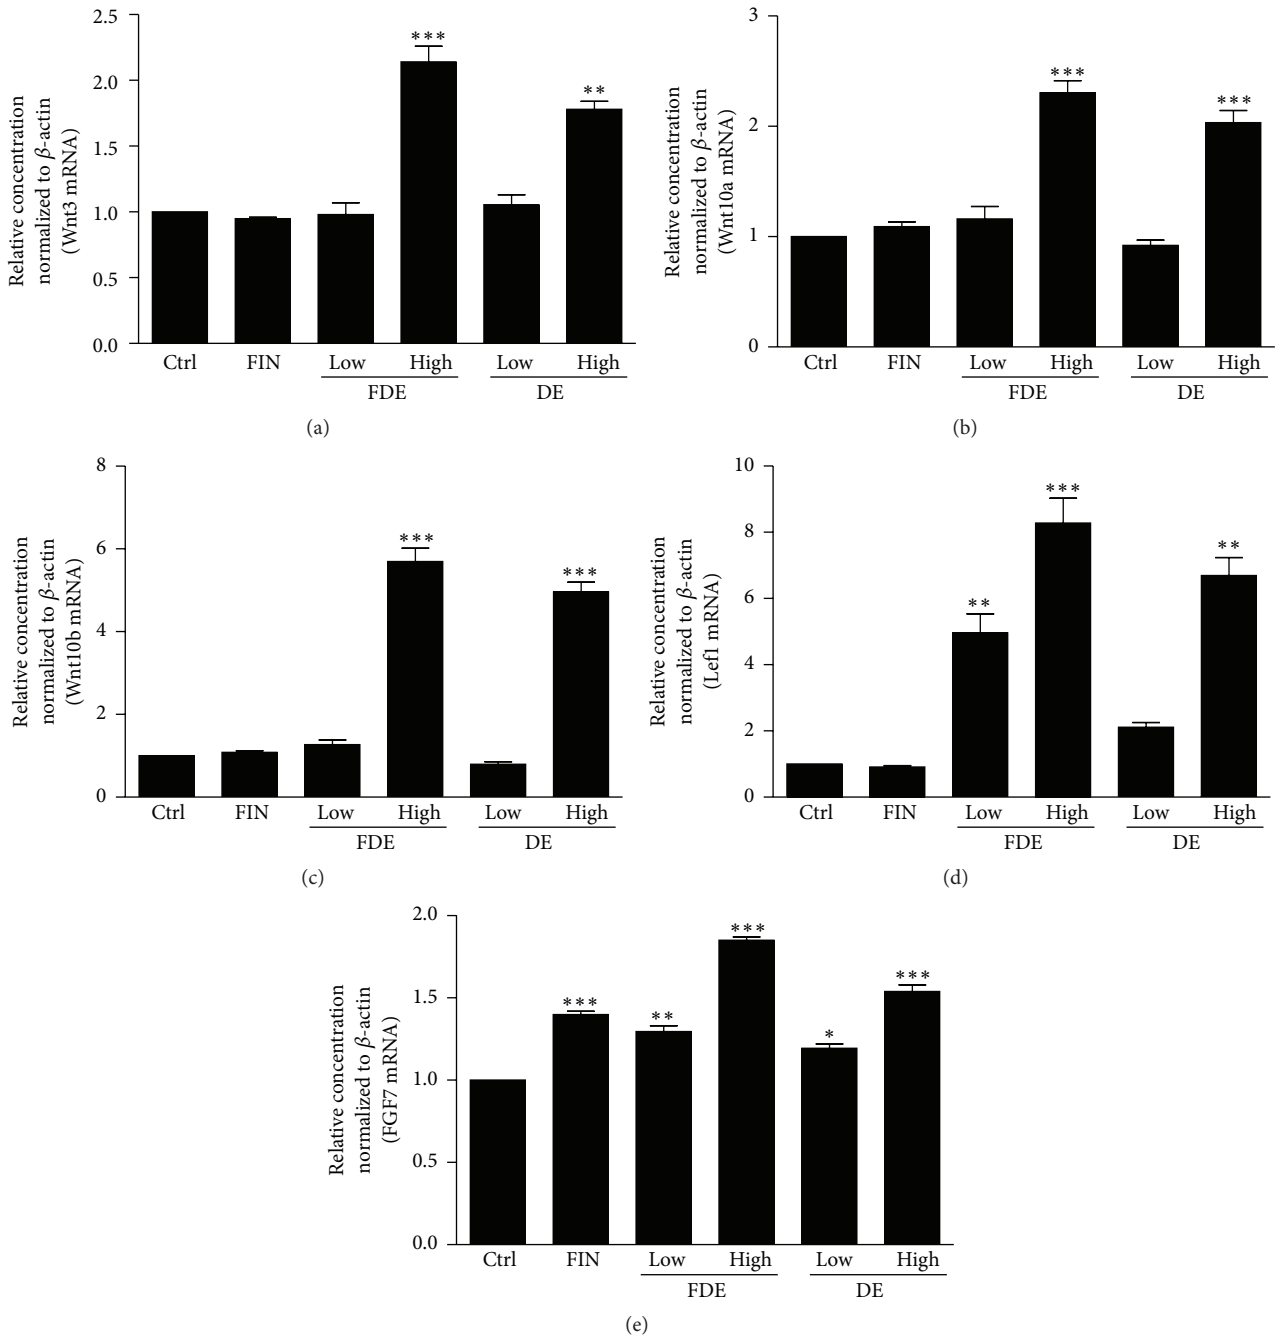 Relative concentration
normalized to β-actin
(Wnt3 mRNA)
2.5
2.0
1.5
1.0
0.5
0.0
***
**
Ctrl FIN Low High Low High
FDE DE
(a)
Relative concentration
normalized to β-actin
(Wnt10a mRNA)
3
2
1
0
***
***
Ctrl FIN Low High Low High
FDE DE
(b)
Relative concentration
normalized to β-actin
(Wnt10b mRNA)
8
6
4
2
0
***
***
Ctrl FIN Low High Low High
FDE DE
(c)
Relative concentration
normalized to β-actin
(Lef1 mRNA)
10
8
6
4
2
0
**
***
**
Ctrl FIN Low High Low High
FDE DE
(d)
Relative concentration
normalized to β-actin
(FGF7 mRNA)
2.0
1.5
1.0
0.5
0.0
***
**
***
*
***
Ctrl FIN Low High Low High
FDE DE
(e)